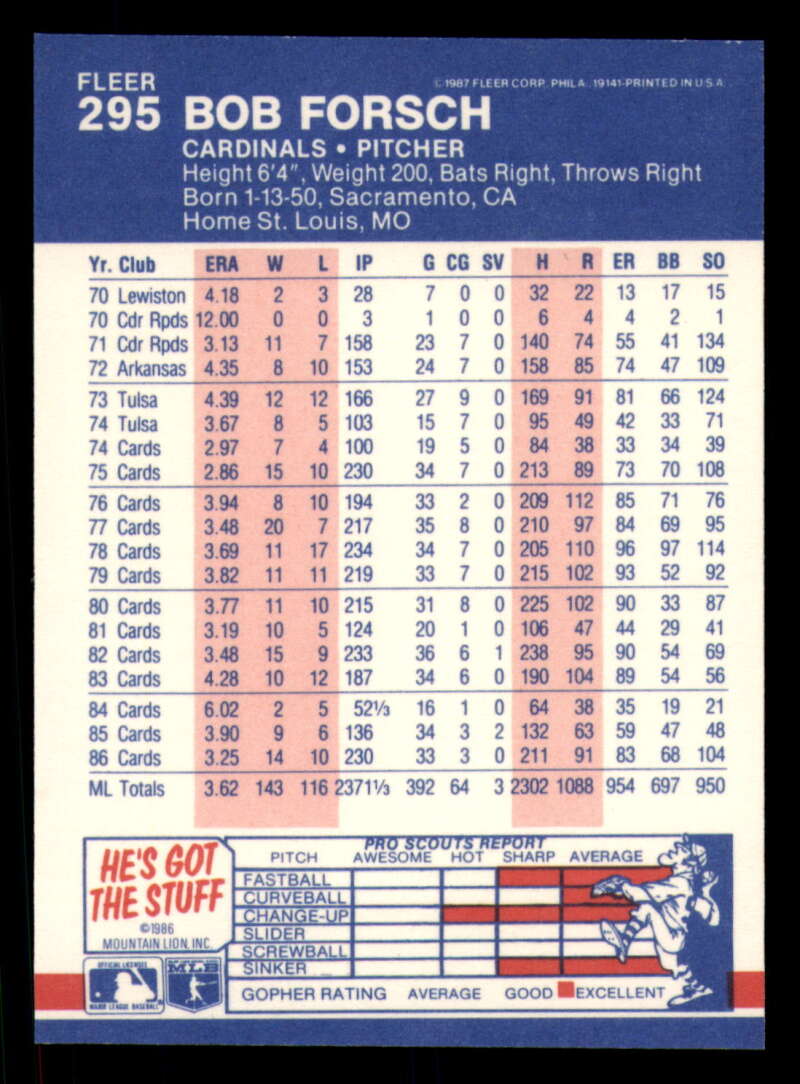 FLEER
©1987 FLEER CORP. PHILA., 19141-PRINTED IN U.S.A.
295 BOB FORSCH
CARDINALS • PITCHER
Height 6'4", Weight 200, Bats Right, Throws Right
Born 1-13-50, Sacramento, CA
Home St. Louis, MO
Yr. Club ERA W L IP G CG SV H R ER BB SO
70 Lewiston 4.18 2 3 28 7 0 0 32 22 13 17 15
70 Cdr Rpds 12.00 0 0 3 1 0 0 6 4 4 2 1
71 Cdr Rpds 3.13 11 7 158 23 7 0 140 74 55 41 134
72 Arkansas 4.35 8 10 153 24 7 0 158 85 74 47 109
73 Tulsa 4.39 12 12 166 27 9 0 169 91 81 66 124
74 Tulsa 3.67 8 5 103 15 7 0 95 49 42 33 71
74 Cards 2.97 7 4 100 19 5 0 84 38 33 34 39
75 Cards 2.86 15 10 230 34 7 0 213 89 73 70 108
76 Cards 3.94 8 10 194 33 2 0 209 112 85 71 76
77 Cards 3.48 20 7 217 35 8 0 210 97 84 69 95
78 Cards 3.69 11 17 234 34 7 0 205 110 96 97 114
79 Cards 3.82 11 11 219 33 7 0 215 102 93 52 92
80 Cards 3.77 11 10 215 31 8 0 225 102 90 33 87
81 Cards 3.19 10 5 124 20 1 0 106 47 44 29 41
82 Cards 3.48 15 9 233 36 6 1 238 95 90 54 69
83 Cards 4.28 10 12 187 34 6 0 190 104 89 54 56
84 Cards 6.02 2 5 52⅓ 16 1 0 64 38 35 19 21
85 Cards 3.90 9 6 136 34 3 2 132 63 59 47 48
86 Cards 3.25 14 10 230 33 3 0 211 91 83 68 104
ML Totals 3.62 143 116 2371⅓ 392 64 3 2302 1088 954 697 950
HE'S GOT
THE STUFF
©1986
MOUNTAIN LION, INC.
OFFICIAL LICENSEE
MAJOR LEAGUE BASEBALL
MLB
PRO SCOUTS REPORT
PITCH AWESOME HOT SHARP AVERAGE
FASTBALL
CURVEBALL
CHANGE-UP
SLIDER
SCREWBALL
SINKER
GOPHER RATING AVERAGE GOOD EXCELLENT